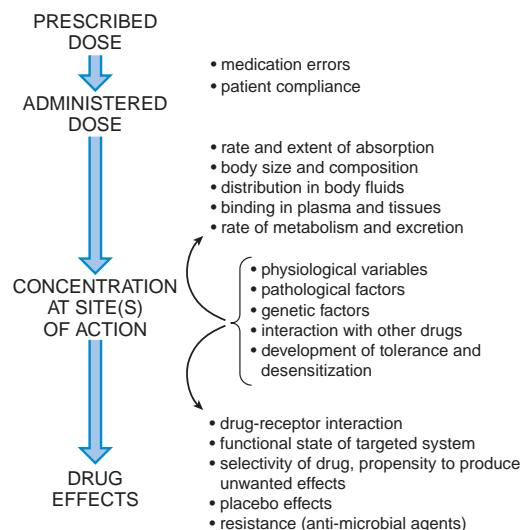 PRESCRIBED
DOSE
• medication errors
• patient compliance
ADMINISTERED
DOSE
• rate and extent of absorption
• body size and composition
• distribution in body fluids
• binding in plasma and tissues
• rate of metabolism and excretion
CONCENTRATION
AT SITE(S)
OF ACTION
• physiological variables
• pathological factors
• genetic factors
• interaction with other drugs
• development of tolerance and
desensitization
• drug-receptor interaction
• functional state of targeted system
• selectivity of drug, propensity to produce
unwanted effects
• placebo effects
• resistance (anti-microbial agents)
DRUG
EFFECTS